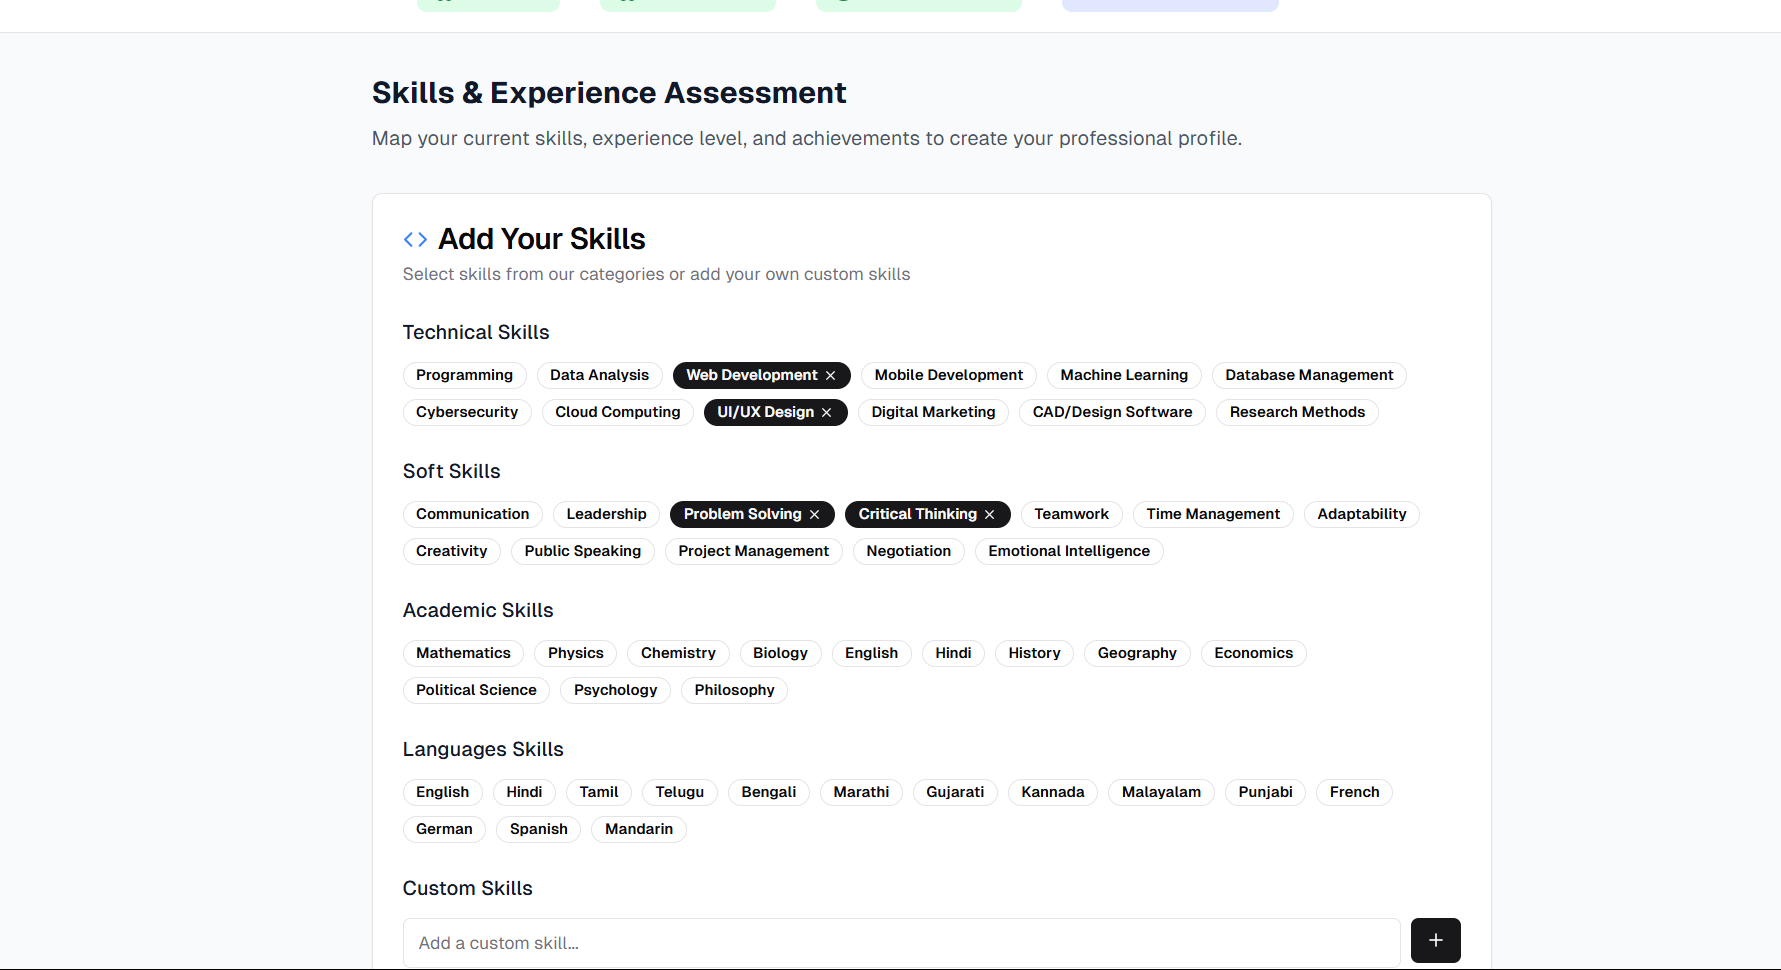 Skills & Experience Assessment
Map your current skills, experience level, and achievements to create your professional profile.
Add Your Skills
Select skills from our categories or add your own custom skills
Technical Skills
Programming Data Analysis Web Development × Mobile Development Machine Learning Database Management
Cybersecurity Cloud Computing UI/UX Design × Digital Marketing CAD/Design Software Research Methods
Soft Skills
Communication Leadership Problem Solving × Critical Thinking × Teamwork Time Management Adaptability
Creativity Public Speaking Project Management Negotiation Emotional Intelligence
Academic Skills
Mathematics Physics Chemistry Biology English Hindi History Geography Economics
Political Science Psychology Philosophy
Languages Skills
English Hindi Tamil Telugu Bengali Marathi Gujarati Kannada Malayalam Punjabi French
German Spanish Mandarin
Custom Skills
Add a custom skill... +